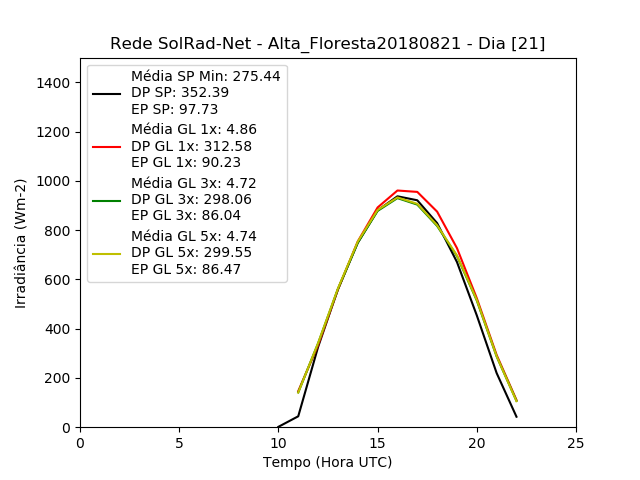 Rede SolRad-Net - Alta_Floresta20180821 - Dia [21]
Média SP Min: 275.44
DP SP: 352.39
EP SP: 97.73
Média GL 1x: 4.86
DP GL 1x: 312.58
EP GL 1x: 90.23
Média GL 3x: 4.72
DP GL 3x: 298.06
EP GL 3x: 86.04
Média GL 5x: 4.74
DP GL 5x: 299.55
EP GL 5x: 86.47
Irradiância (Wm-2)
1400
1200
1000
800
600
400
200
0
0 5 10 15 20 25
Tempo (Hora UTC)